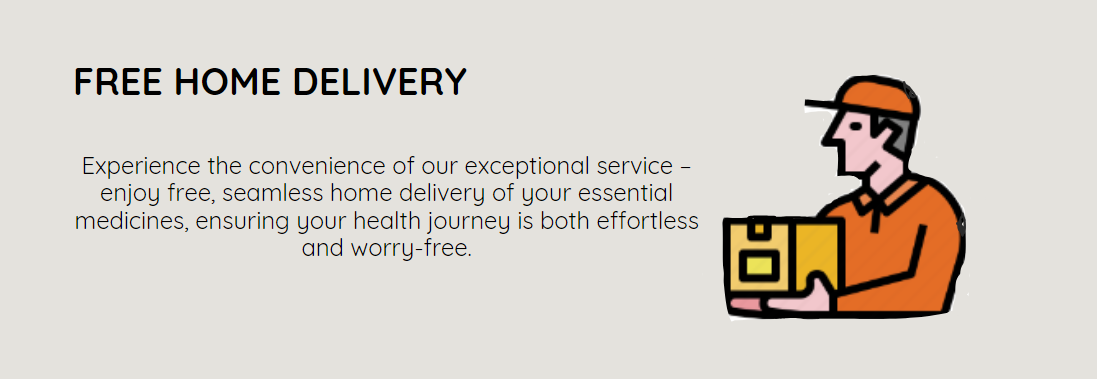 FREE HOME DELIVERY
Experience the convenience of our exceptional service –
enjoy free, seamless home delivery of your essential
medicines, ensuring your health journey is both effortless
and worry-free.